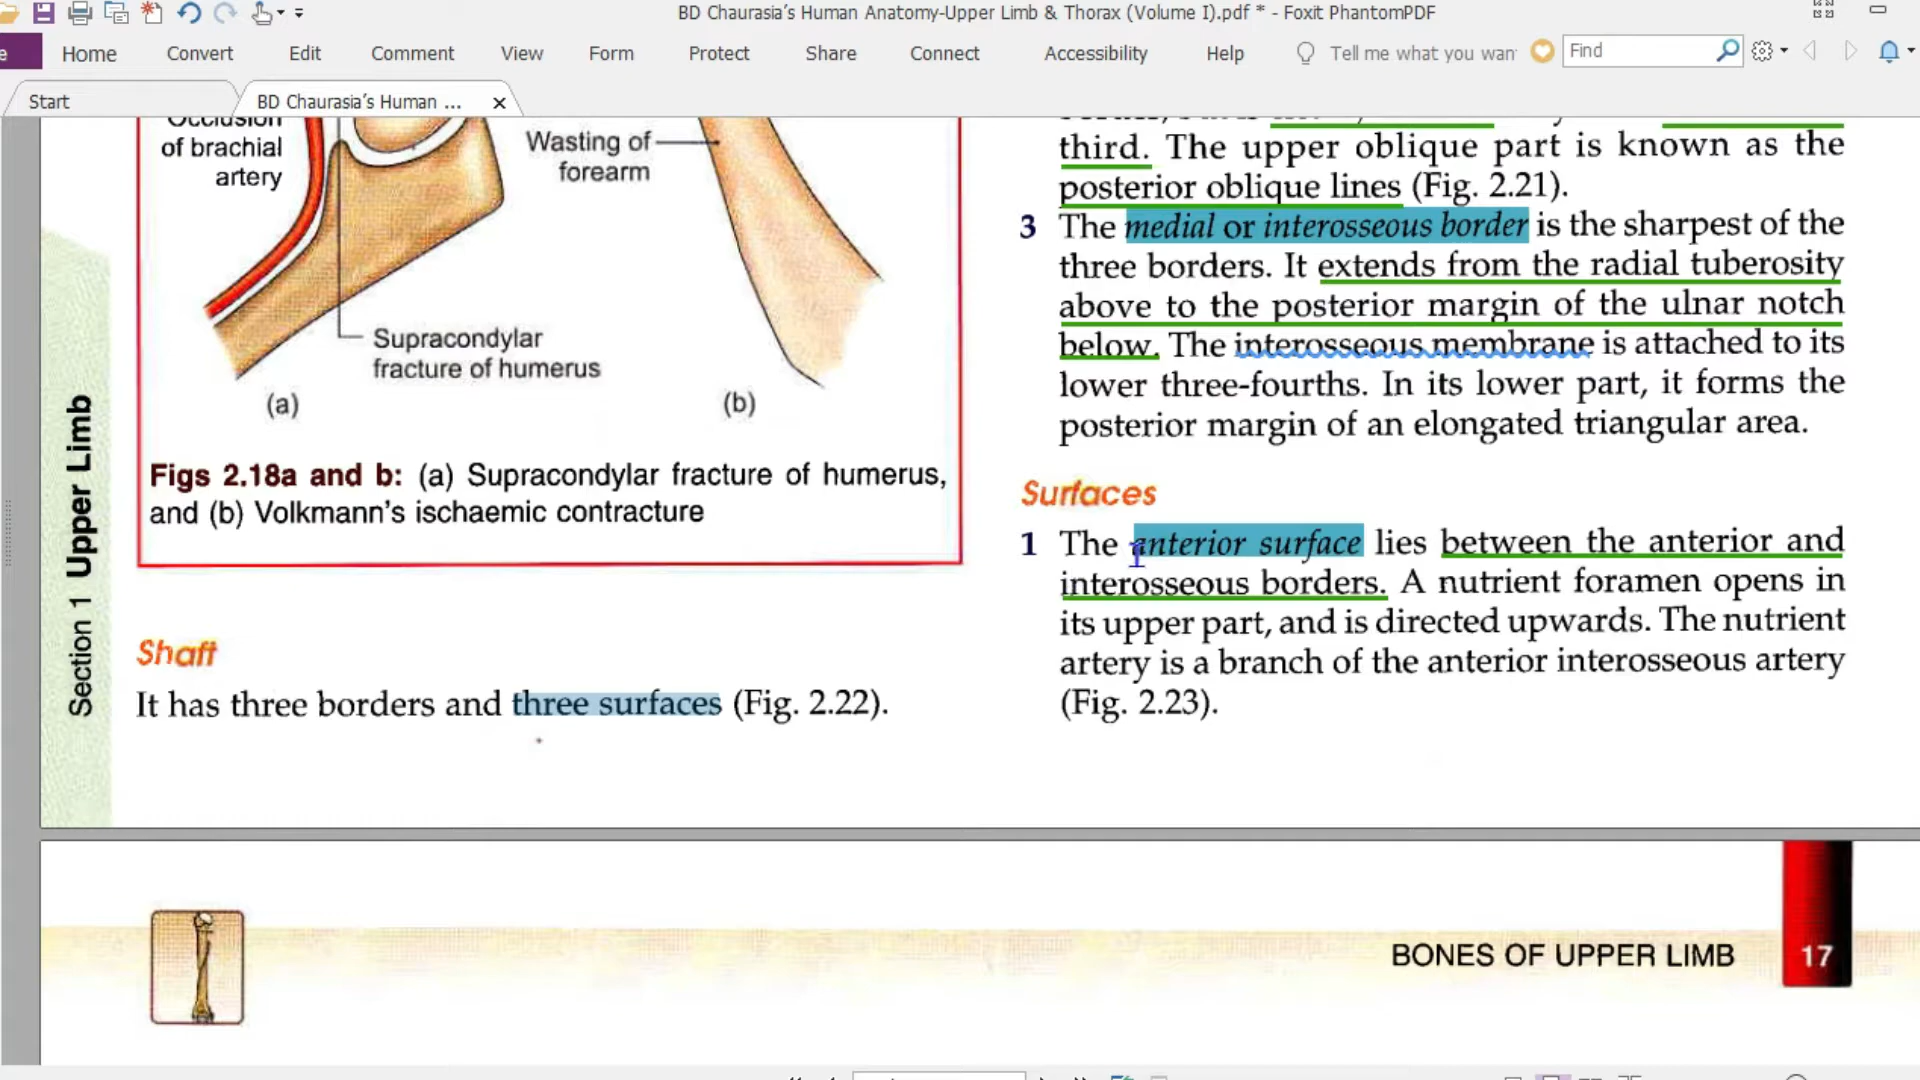 BD Chaurasia's Human Anatomy-Upper Limb & Thorax (Volume I).pdf * - Foxit PhantomPDF
e Home Convert Edit Comment View Form Protect Share Connect Accessibility Help Tell me what you wan Find
Start BD Chaurasia's Human ...
Occlusion
of brachial
artery
Wasting of
forearm
Supracondylar
fracture of humerus
(a)
(b)
Figs 2.18a and b: (a) Supracondylar fracture of humerus,
and (b) Volkmann's ischaemic contracture
Section 1 Upper Limb
Shaft
It has three borders and three surfaces (Fig. 2.22).
third. The upper oblique part is known as the
posterior oblique lines (Fig. 2.21).
3 The medial or interosseous border is the sharpest of the
three borders. It extends from the radial tuberosity
above to the posterior margin of the ulnar notch
below. The interosseous membrane is attached to its
lower three-fourths. In its lower part, it forms the
posterior margin of an elongated triangular area.
Surfaces
1 The anterior surface lies between the anterior and
interosseous borders. A nutrient foramen opens in
its upper part, and is directed upwards. The nutrient
artery is a branch of the anterior interosseous artery
(Fig. 2.23).
BONES OF UPPER LIMB 17